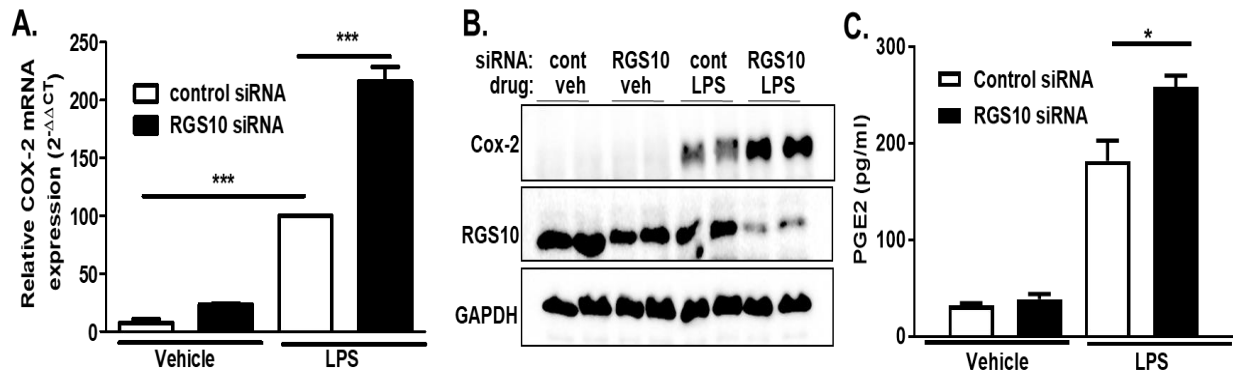 A.
Relative COX-2 mRNA
expression (2-ΔΔCT)
250
200
150
100
50
0
***
***
control siRNA
RGS10 siRNA
Vehicle
LPS
B.
siRNA: cont RGS10 cont RGS10
drug: veh veh LPS LPS
Cox-2
RGS10
GAPDH
C.
PGE2 (pg/ml)
300
200
100
0
*
Control siRNA
RGS10 siRNA
Vehicle
LPS